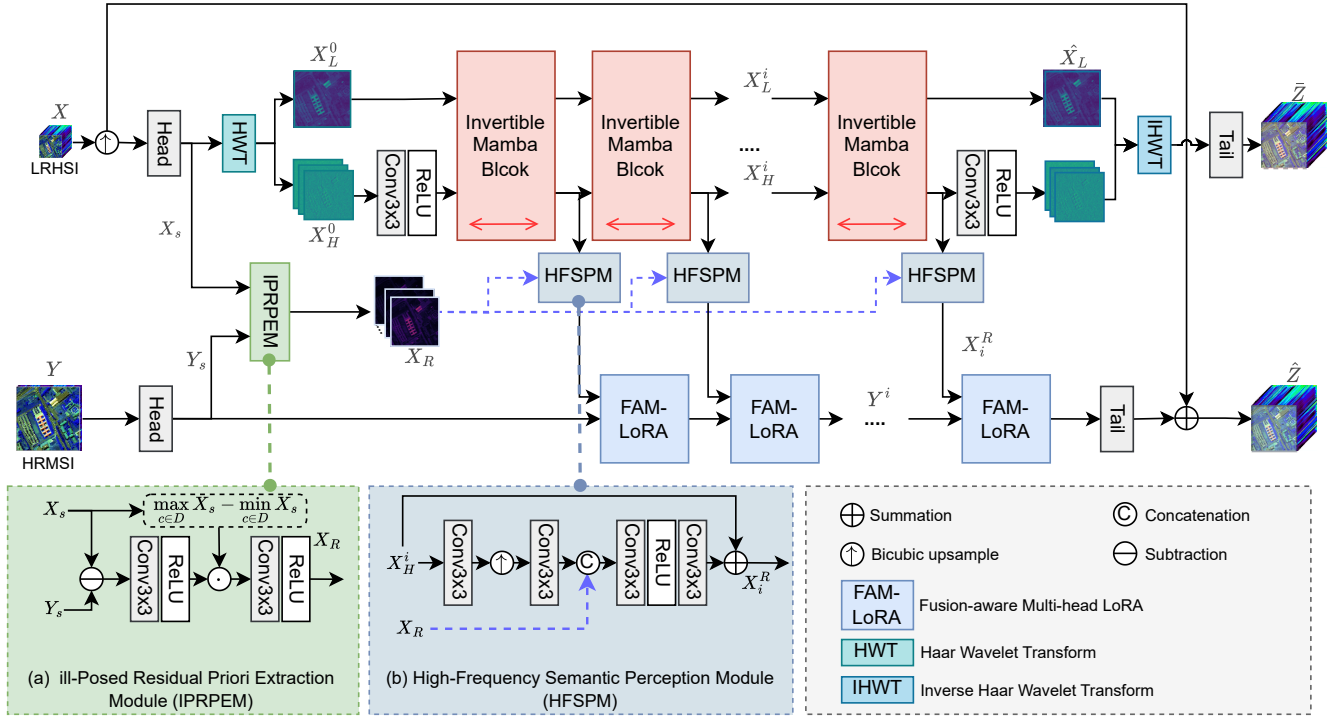 X
LRHSI
↑
Head
HWT
X_L^0
X_H^0
Conv3x3
ReLU
Invertible
Mamba
Blcok
Invertible
Mamba
Blcok
X_L^i
....
X_H^i
Invertible
Mamba
Blcok
\hat{X_L}
Conv3x3
ReLU
IHWT
Tail
\bar{Z}
X_s
IPRPEM
X_R
HFSPM
HFSPM
HFSPM
X_i^R
Y_s
Y
HRMSI
Head
FAM-
LoRA
FAM-
LoRA
Y^i
....
FAM-
LoRA
Tail
\hat{Z}
X_s
max_{c∈D} X_s − min_{c∈D} X_s
Y_s
Conv3x3
ReLU
Conv3x3
ReLU
X_R
(a) ill-Posed Residual Priori Extraction
Module (IPRPEM)
X_H^i
Conv3x3
↑
Conv3x3
C
Conv3x3
ReLU
Conv3x3
X_i^R
X_R
(b) High-Frequency Semantic Perception Module
(HFSPM)
Summation
C Concatenation
↑ Bicubic upsample
Subtraction
FAM-
LoRA
Fusion-aware Multi-head LoRA
HWT Haar Wavelet Transform
IHWT Inverse Haar Wavelet Transform